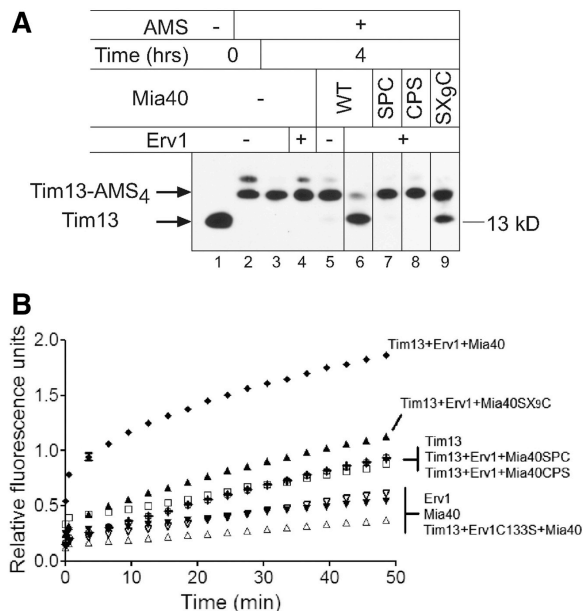 A
AMS - +
Time (hrs) 0 4
Mia40 - WT SPC CPS SX9C
Erv1 - + - +
Tim13-AMS4
Tim13
13 kD
1 2 3 4 5 6 7 8 9
B
Relative fluorescence units
2.0
1.5
1.0
0.5
0.0
0 10 20 30 40 50
Time (min)
Tim13+Erv1+Mia40
Tim13+Erv1+Mia40SX9C
Tim13
Tim13+Erv1+Mia40SPC
Tim13+Erv1+Mia40CPS
Erv1
Mia40
Tim13+Erv1C133S+Mia40